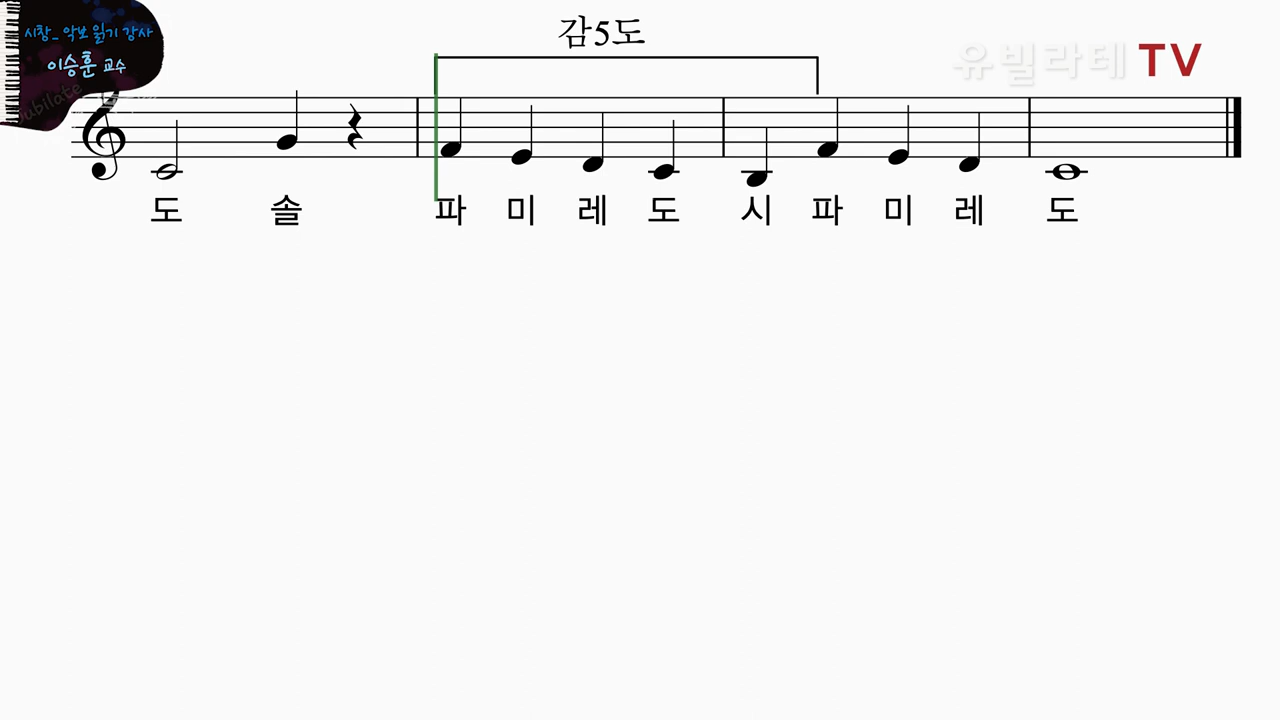 시창_ 악보 읽기 강사
이승훈 교수
Jubilate
감5도
유빌라테 TV
도 솔 파 미 레 도 시 파 미 레 도